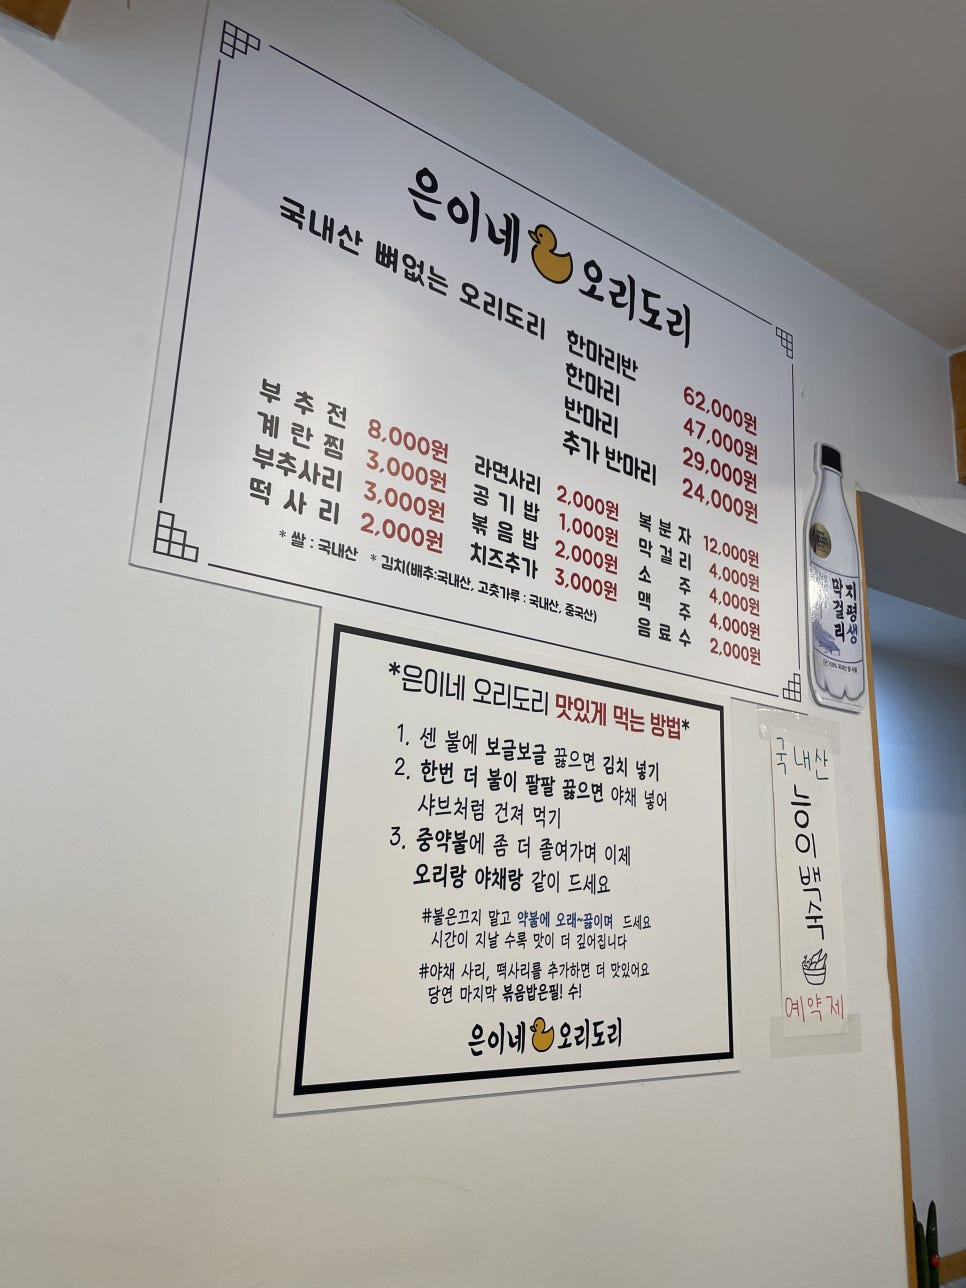 은이네 오리도리
국내산 뼈없는 오리도리
한마리반 62,000원
한마리 47,000원
반마리 29,000원
추가 반마리 24,000원
부추전 8,000원
계란찜 3,000원
부추사리 3,000원
떡사리 2,000원
라면사리 2,000원
공기밥 1,000원
볶음밥 2,000원
치즈추가 3,000원
복분자 12,000원
막걸리 4,000원
소주 4,000원
맥주 4,000원
음료수 2,000원
* 쌀 : 국내산 * 김치(배추:국내산, 고춧가루 : 국내산, 중국산)
지평생
막걸리
*은이네 오리도리 맛있게 먹는 방법*
1. 센 불에 보글보글 끓으면 김치 넣기
2. 한번 더 불이 팔팔 끓으면 야채 넣어
샤브처럼 건져 먹기
3. 중약불에 좀 더 졸여가며 이제
오리랑 야채랑 같이 드세요
#불은끄지 말고 약불에 오래~끓이며 드세요
시간이 지날 수록 맛이 더 깊어집니다
#야채 사리, 떡사리를 추가하면 더 맛있어요
당연 마지막 볶음밥은필! 수!
은이네 오리도리
국내산
능이백숙
예약제